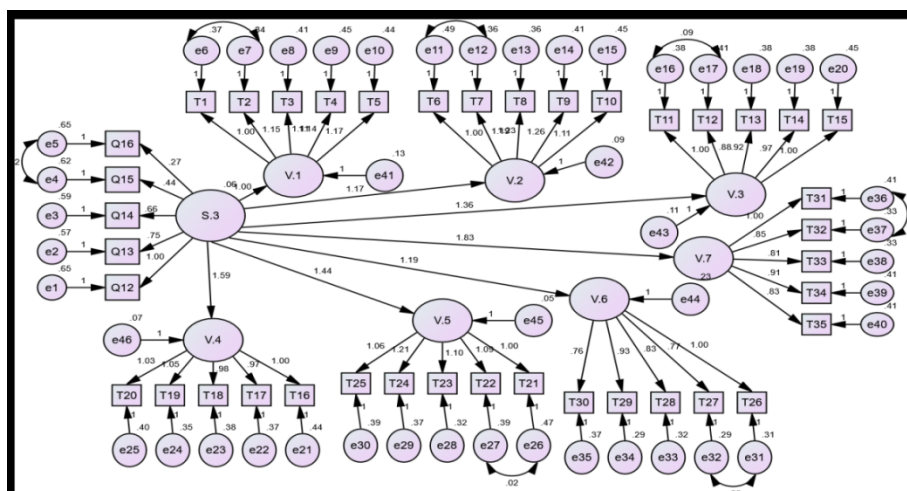 .37 .34 .41 .45 .44
e6 e7 e8 e9 e10
1 1 1 1 1
T1 T2 T3 T4 T5
1.00 1.15 1.14 1.17
V.1 1 e41 .13
.49 .36 .36 .41 .45
e11 e12 e13 e14 e15
1 1 1 1 1
T6 T7 T8 T9 T10
1.00 1.26 1.11
V.2 1 e42 .09
.09
.38 .41 .38 .38 .45
e16 e17 e18 e19 e20
1 1 1 1 1
T11 T12 T13 T14 T15
1.00 .88 .92 .97 1.00
V.3
.11 e43 1
.65 e5 1 Q16 .27
.62 e4 1 Q15 .44
.59 e3 1 Q14 .66
.57 e2 1 Q13 .75
.65 e1 1 Q12 1.00
S.3 .06
1.00 1.17 1.36 1.83 1.19 1.44 1.59
V.7
1.00 T31 1 e36 .41
.85 T32 1 e37 .33
.81 T33 1 e38 .33
.91 T34 1 e39 .41
.83 T35 1 e40 .41
.23
V.6 1 e44
.76 .93 .83 .77 1.00
T30 T29 T28 T27 T26
1 1 1 1 1
.37 .29 .32 .29 .31
e35 e34 e33 e32 e31
V.5 1 e45 .05
1.06 1.21 1.10 1.09 1.00
T25 T24 T23 T22 T21
1 1 1 1 1
.39 .37 .32 .39 .47
e30 e29 e28 e27 e26
.02
.07 e46 1 V.4
1.03 1.05 .98 .97 1.00
T20 T19 T18 T17 T16
1 1 1 1 1
.40 .35 .38 .37 .44
e25 e24 e23 e22 e21